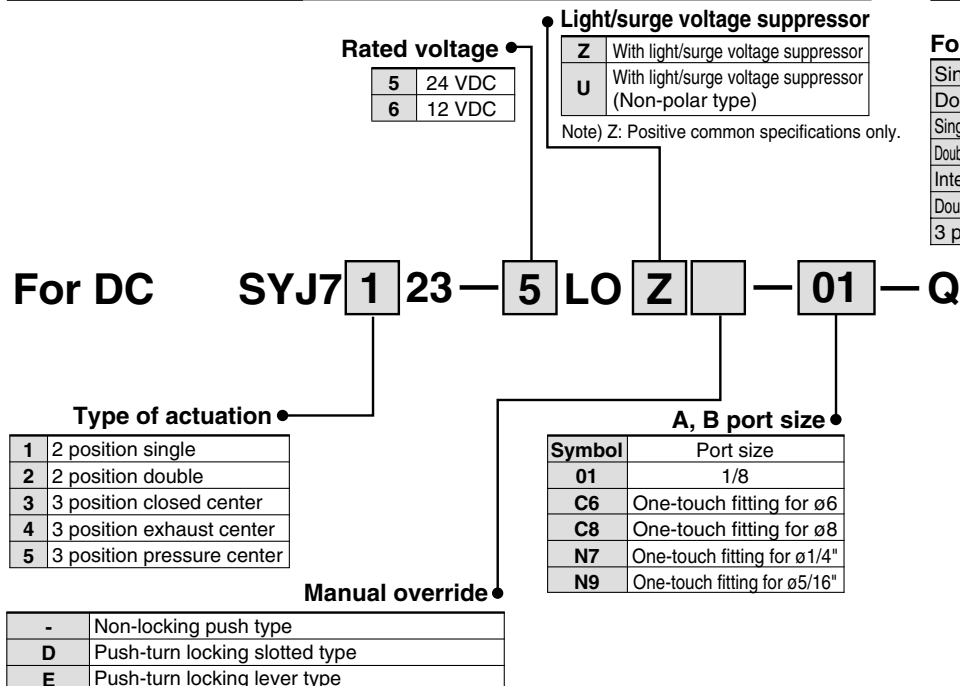 Light/surge voltage suppressor
Z With light/surge voltage suppressor
U With light/surge voltage suppressor
(Non-polar type)
Note) Z: Positive common specifications only.
Rated voltage
5 24 VDC
6 12 VDC
3
For DC SYJ7 1 23 — 5 LO Z — 01 — Q
Type of actuation
1 2 position single
2 2 position double
3 3 position closed center
4 3 position exhaust center
5 3 position pressure center
A, B port size
Symbol Port size
01 1/8
C6 One-touch fitting for ø6
C8 One-touch fitting for ø8
N7 One-touch fitting for ø1/4"
N9 One-touch fitting for ø5/16"
Manual override
- Non-locking push type
D Push-turn locking slotted type
E Push-turn locking lever type